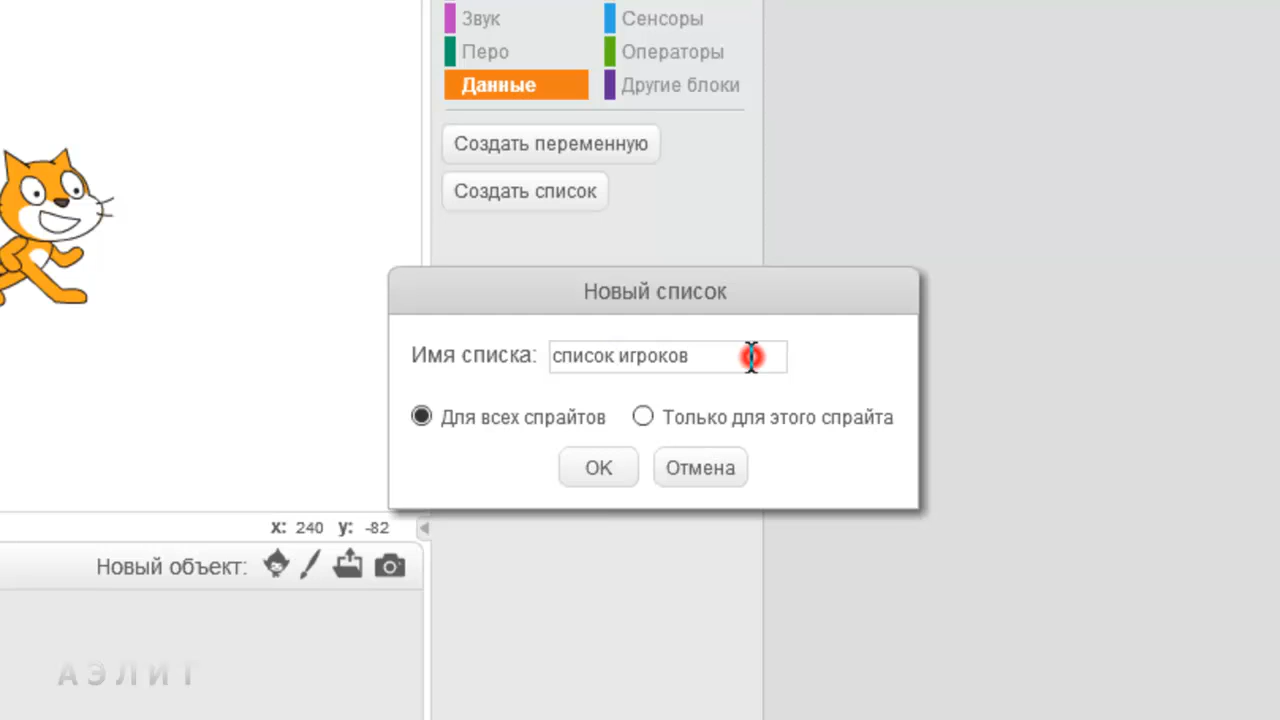 Звук
Сенсоры
Перо
Операторы
Данные
Другие блоки
Создать переменную
Создать список
Новый список
Имя списка: список игроков
Для всех спрайтов
Только для этого спрайта
OK
Отмена
x: 240 y: -82
Новый объект:
АЭЛИТ